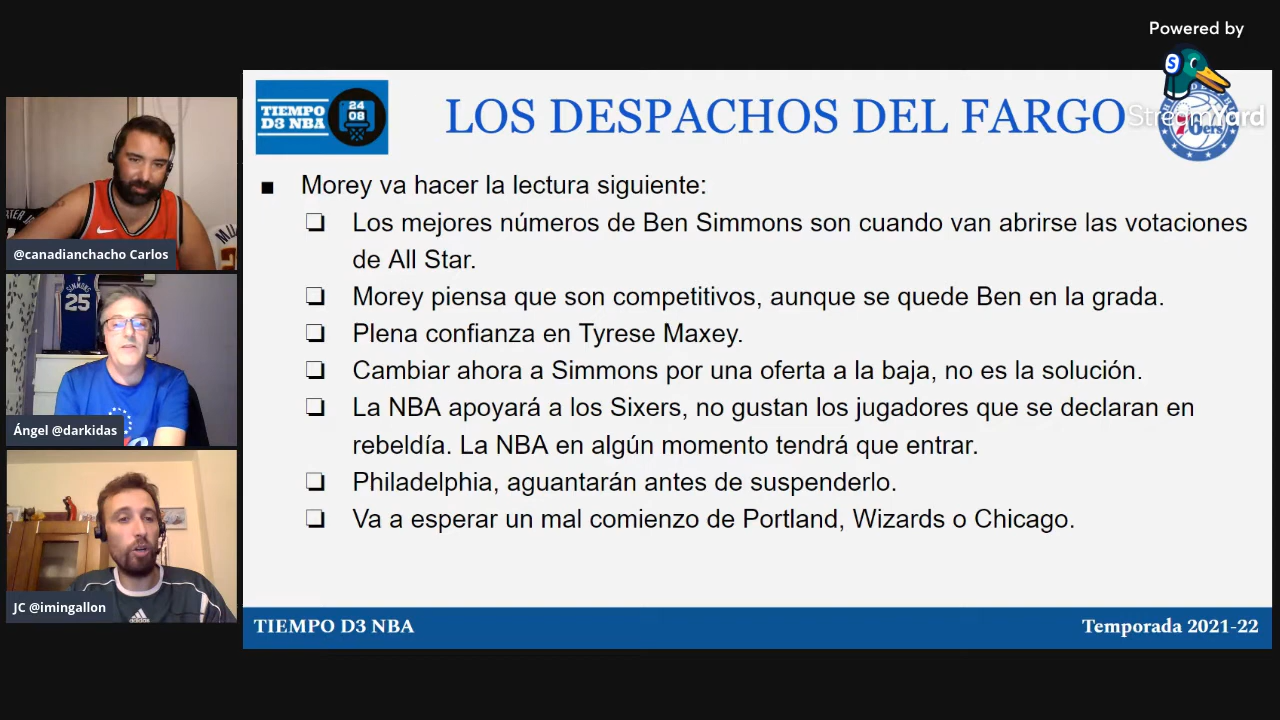 Powered by
S
StreamYard
TIEMPO
D3 NBA
24
08
LOS DESPACHOS DEL FARGO
76ers
■ Morey va hacer la lectura siguiente:
❏ Los mejores números de Ben Simmons son cuando van abrirse las votaciones
de All Star.
❏ Morey piensa que son competitivos, aunque se quede Ben en la grada.
❏ Plena confianza en Tyrese Maxey.
❏ Cambiar ahora a Simmons por una oferta a la baja, no es la solución.
❏ La NBA apoyará a los Sixers, no gustan los jugadores que se declaran en
rebeldía. La NBA en algún momento tendrá que entrar.
❏ Philadelphia, aguantarán antes de suspenderlo.
❏ Va a esperar un mal comienzo de Portland, Wizards o Chicago.
TIEMPO D3 NBA
Temporada 2021-22
@canadianchacho Carlos
SIMMONS
25
Ángel @darkidas
adidas
JC @imingallon